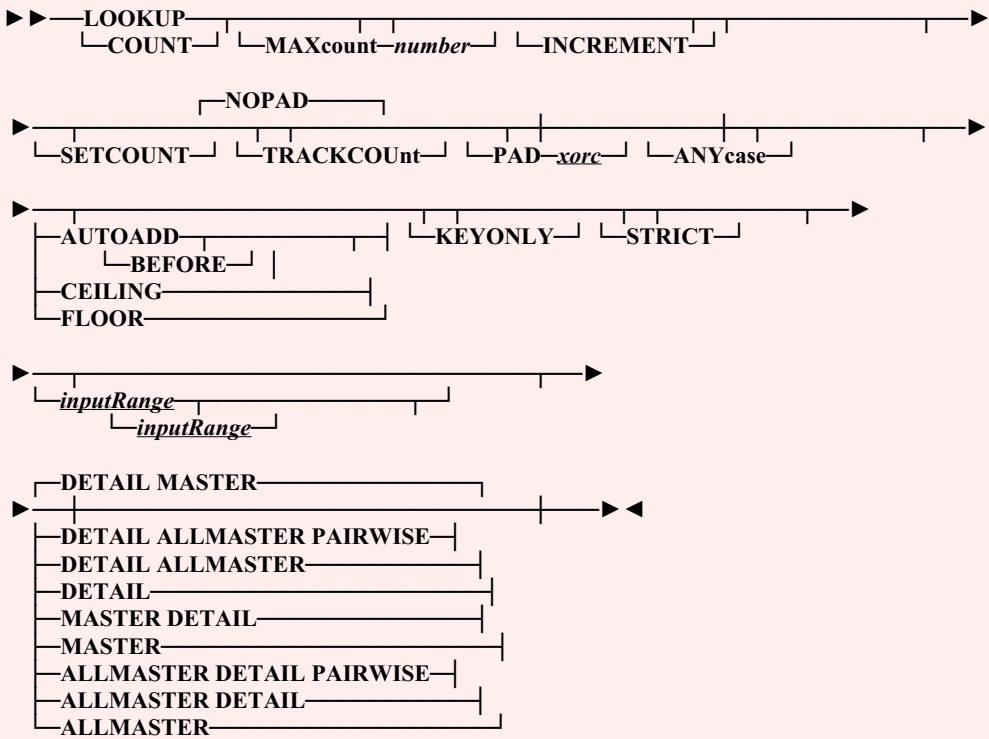 LOOKUP
COUNT MAXcount number INCREMENT
NOPAD
SETCOUNT TRACKCOUnt PAD xorc ANYcase
AUTOADD KEYONLY STRICT
BEFORE
CEILING
FLOOR
inputRange
inputRange
DETAIL MASTER
DETAIL ALLMASTER PAIRWISE
DETAIL ALLMASTER
DETAIL
MASTER DETAIL
MASTER
ALLMASTER DETAIL PAIRWISE
ALLMASTER DETAIL
ALLMASTER